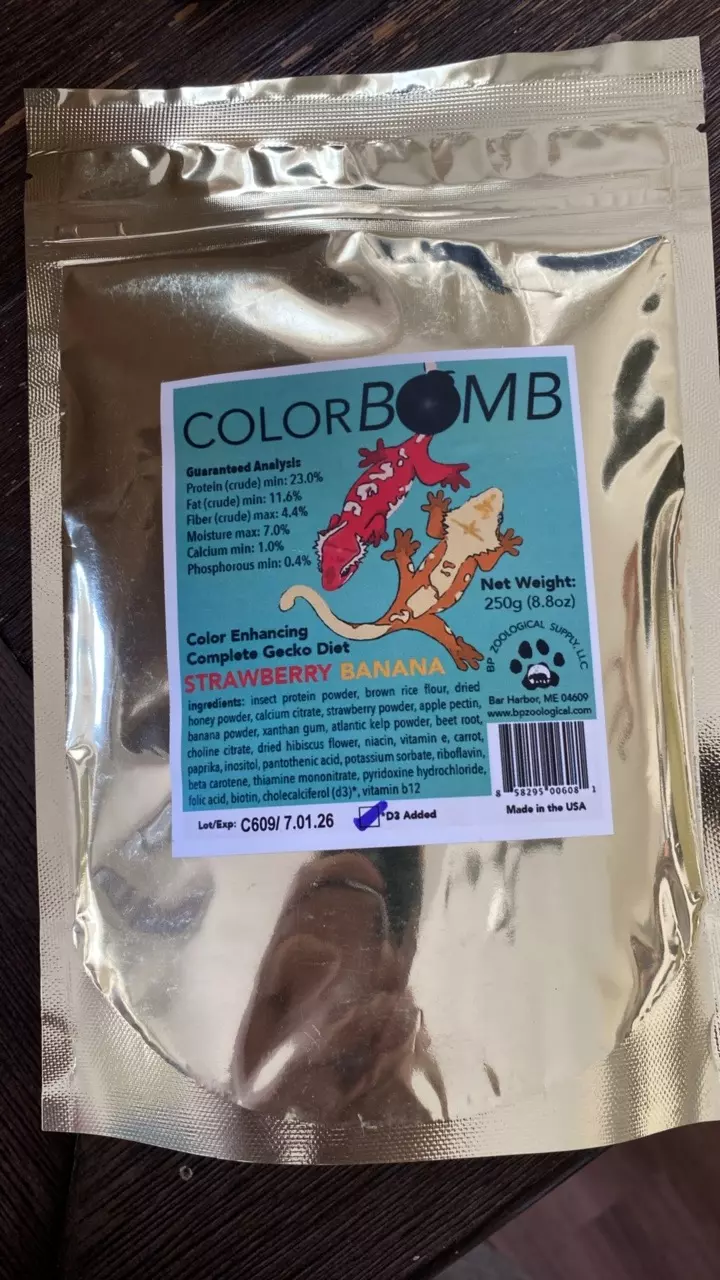 COLORBOMB
Guaranteed Analysis
Protein (crude) min: 23.0%
Fat (crude) min: 11.6%
Fiber (crude) max: 4.4%
Moisture max: 7.0%
Calcium min: 1.0%
Phosphorous min: 0.4%
Net Weight:
250g (8.8oz)
Color Enhancing
Complete Gecko Diet
STRAWBERRY BANANA
ingredients: insect protein powder, brown rice flour, dried
honey powder, calcium citrate, strawberry powder, apple pectin,
banana powder, xanthan gum, atlantic kelp powder, beet root,
choline citrate, dried hibiscus flower, niacin, vitamin e, carrot,
paprika, inositol, pantothenic acid, potassium sorbate, riboflavin,
beta carotene, thiamine mononitrate, pyridoxine hydrochloride,
folic acid, biotin, cholecalciferol (d3)*, vitamin b12
BP ZOOLOGICAL SUPPLY, LLC
Bar Harbor, ME 04609
www.bpzoological.com
8 58295 00608 1
Made in the USA
Lot/Exp: C609/ 7.01.26
*D3 Added